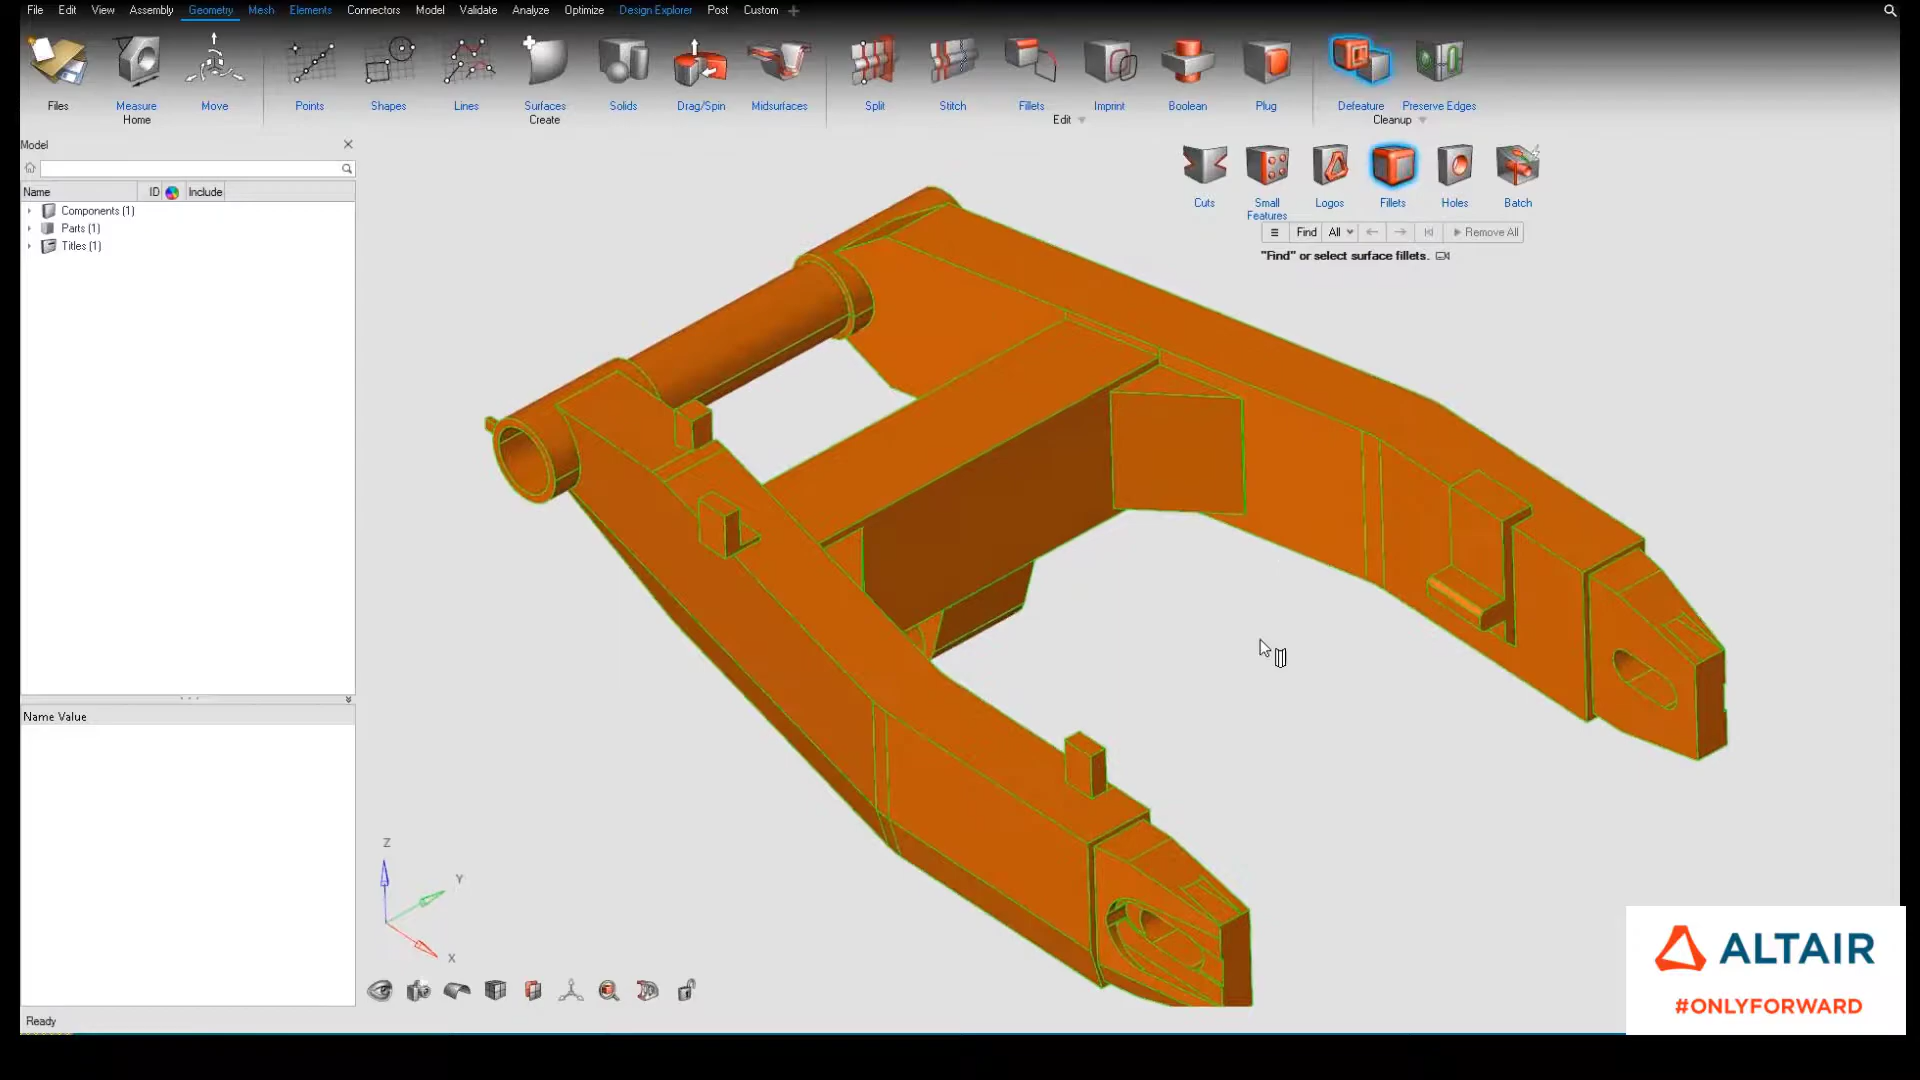 File Edit View Assembly Geometry Mesh Elements Connectors Model Validate Analyze Optimize Design Explorer Post Custom
Files Measure Move Points Shapes Lines Surfaces Solids Drag/Spin Midsurfaces Split Stitch Fillets Imprint Boolean Plug Defeature Preserve Edges
Home Create Edit Cleanup
Model
Name ID Include
Components (1)
Parts (1)
Titles (1)
Cuts Small Features Logos Fillets Holes Batch
Find All Remove All
"Find" or select surface fillets.
Name Value
Z
Y
X
Ready
ALTAIR
#ONLYFORWARD